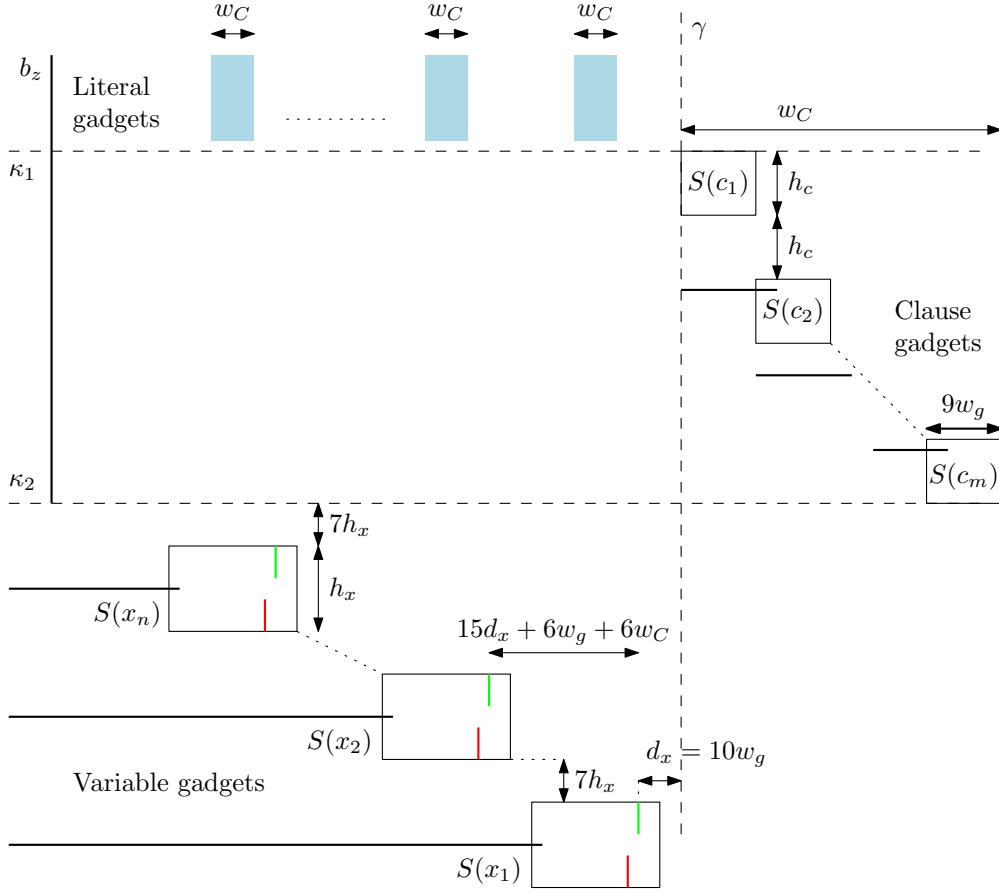 w_C
w_C
w_C
γ
b_z
Literal
gadgets
w_C
κ_1
S(c_1)
h_c
h_c
S(c_2)
Clause
gadgets
9w_g
κ_2
S(c_m)
7h_x
h_x
S(x_n)
15d_x + 6w_g + 6w_C
S(x_2)
d_x = 10w_g
Variable gadgets
7h_x
S(x_1)